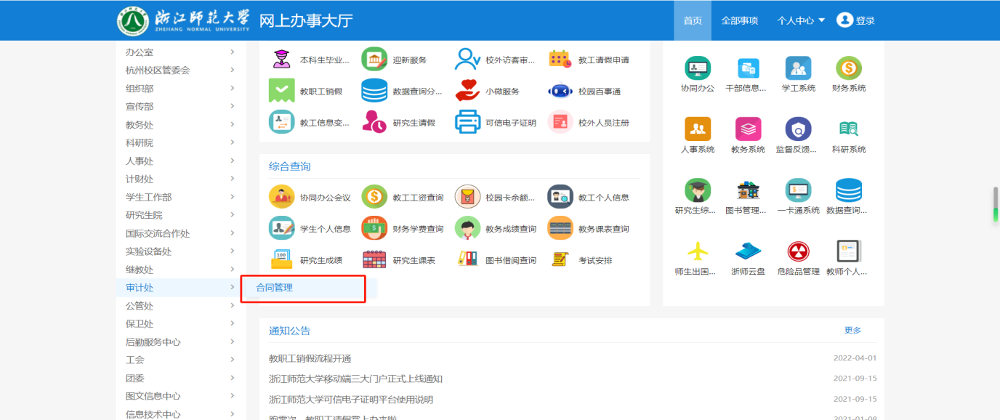 浙江師范大學
ZHEJIANG NORMAL UNIVERSITY
网上办事大厅
首页
全部事项
个人中心
登录
办公室
杭州校区管委会
组织部
宣传部
教务处
科研院
人事处
计财处
学生工作部
研究生院
国际交流合作处
实验设备处
继教处
审计处
公管处
保卫处
后勤服务中心
工会
团委
图文信息中心
信息技术中心
合同管理
本科生毕业...
迎新服务
校外访客审...
教工请假申请
教职工销假
数据查询分...
小微服务
校园百事通
教工信息变...
研究生请假
可信电子证明
校外人员注册
综合查询
协同办公会议
教工工资查询
校园卡余额...
教工个人信息
学生个人信息
财务学费查询
教务成绩查询
教务课表查询
100
研究生成绩
研究生课表
图书借阅查询
考试安排
协同办公
干部信息...
学工系统
财务系统
人事系统
教务系统
监督反馈...
科研系统
研究生综...
图书管理...
一卡通系统
数据查询...
师生出国...
浙师云盘
危险品管理
教师个人...
通知公告
更多
教职工销假流程开通 2022-04-01
浙江师范大学移动端三大门户正式上线通知 2021-09-15
浙江师范大学可信电子证明平台使用说明 2021-09-15
跑零次，教职工请假掌上办来啦 2021-01-08